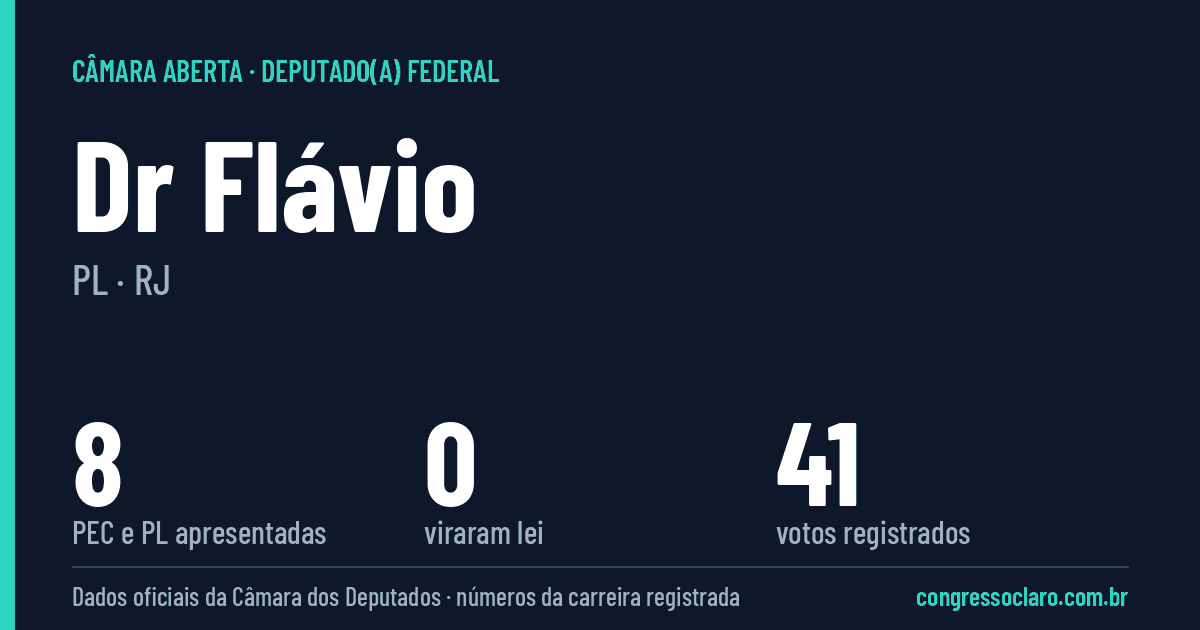 CÂMARA ABERTA · DEPUTADO(A) FEDERAL
Dr Flávio
PL · RJ
8 0 41
PEC e PL apresentadas viraram lei votos registrados
Dados oficiais da Câmara dos Deputados · números da carreira registrada congressoclaro.com.br